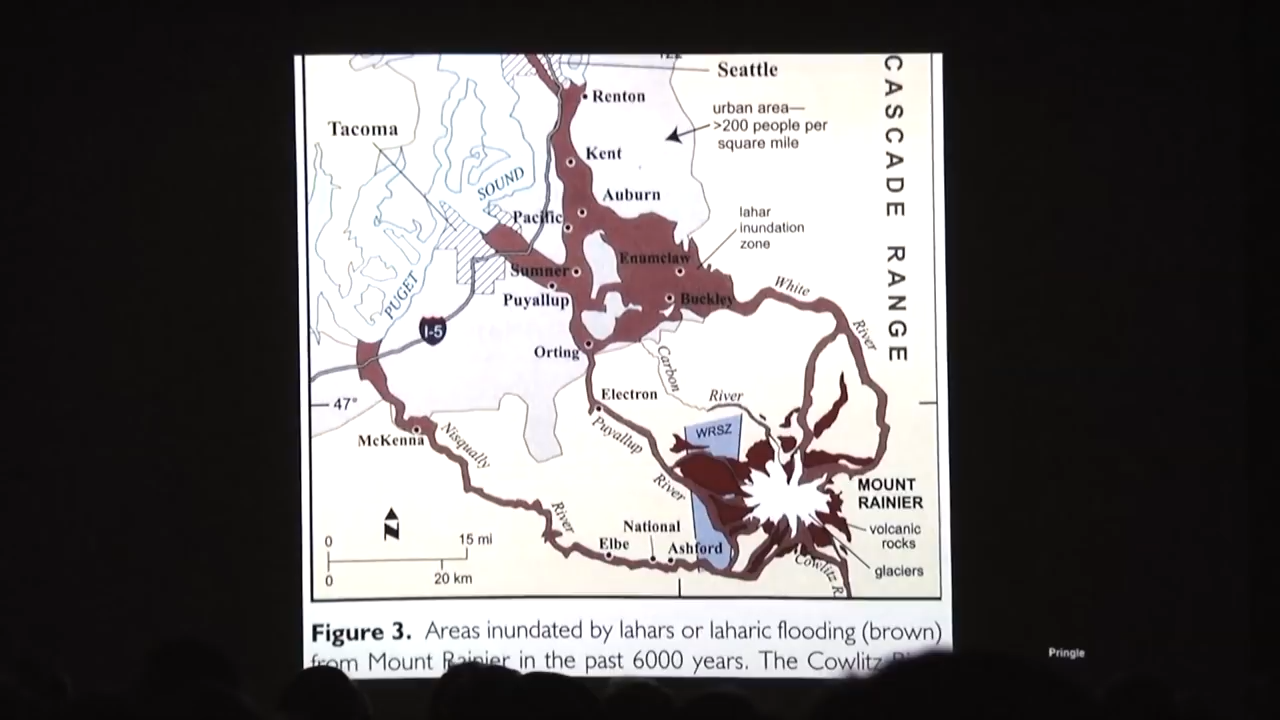 Seattle
Renton
urban area—
>200 people per
square mile
Tacoma
Kent
SOUND
Auburn
Pacific
lahar
inundation
zone
Enumclaw
Sumner
Puyallup
Buckley
White
River
PUGET
I-5
Orting
Carbon
River
Electron
47°
WRSZ
Puyallup
River
McKenna
Nisqually
River
MOUNT
RAINIER
volcanic
rocks
glaciers
National
Elbe
Ashford
Cowlitz R.
CASCADE RANGE
N
0 15 mi
0 20 km
Figure 3. Areas inundated by lahars or laharic flooding (brown)
from Mount Rainier in the past 6000 years. The Cowlitz
Pringle